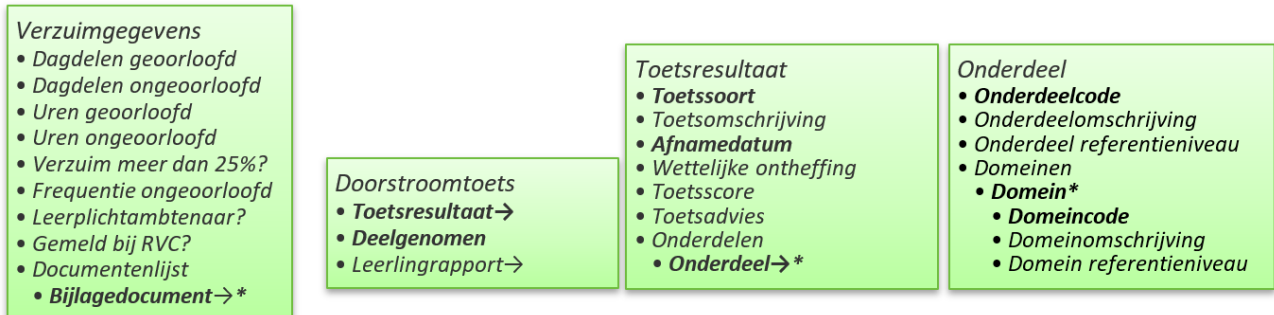 Verzuimgegevens
• Dagdelen geoorloofd
• Dagdelen ongeoorloofd
• Uren geoorloofd
• Uren ongeoorloofd
• Verzuim meer dan 25%?
• Frequentie ongeoorloofd
• Leerplichtambtenaar?
• Gemeld bij RVC?
• Documentenlijst
• Bijlagedocument→*
Doorstroomtoets
• Toetsresultaat→
• Deelgenomen
• Leerlingrapport→
Toetsresultaat
• Toetssoort
• Toetsomschrijving
• Afnamedatum
• Wettelijke ontheffing
• Toetsscore
• Toetsadvies
• Onderdelen
• Onderdeel→*
Onderdeel
• Onderdeelcode
• Onderdeelomschrijving
• Onderdeel referentieniveau
• Domeinen
• Domein*
• Domeincode
• Domeinomschrijving
• Domein referentieniveau